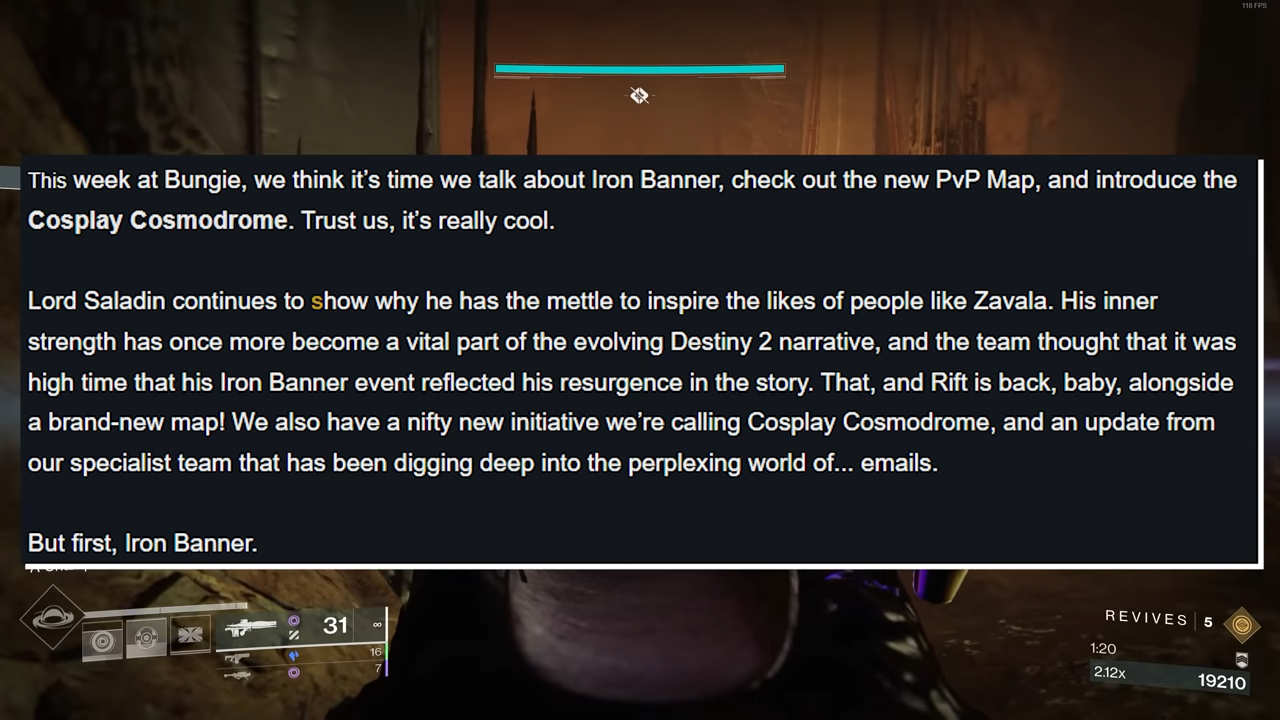 118 FPS
This week at Bungie, we think it's time we talk about Iron Banner, check out the new PvP Map, and introduce the
Cosplay Cosmodrome. Trust us, it's really cool.
Lord Saladin continues to show why he has the mettle to inspire the likes of people like Zavala. His inner
strength has once more become a vital part of the evolving Destiny 2 narrative, and the team thought that it was
high time that his Iron Banner event reflected his resurgence in the story. That, and Rift is back, baby, alongside
a brand-new map! We also have a nifty new initiative we're calling Cosplay Cosmodrome, and an update from
our specialist team that has been digging deep into the perplexing world of... emails.
But first, Iron Banner.
31 ∞
16
7
REVIVES | 5
1:20
2.12x 19210